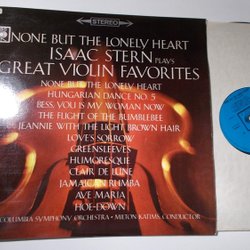 STEREO
CBS
NONE BUT THE LONELY HEART
ISAAC STERN PLAYS
GREAT VIOLIN FAVORITES
NONE BUT THE LONELY HEART
HUNGARIAN DANCE NO. 5
BESS, YOU IS MY WOMAN NOW
THE FLIGHT OF THE BUMBLEBEE
JEANNIE WITH THE LIGHT BROWN HAIR
LOVE'S SORROW
GREENSLEEVES
HUMORESQUE
CLAIR DE LUNE
JAMAICAN RUMBA
AVE MARIA
HOE-DOWN
COLUMBIA SYMPHONY ORCHESTRA • MILTON KATIMS, CONDUCTOR